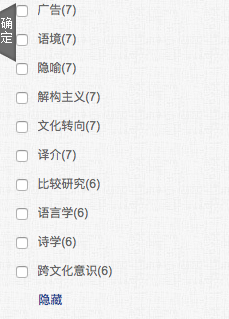 确定
广告(7)
语境(7)
隐喻(7)
解构主义(7)
文化转向(7)
译介(7)
比较研究(6)
语言学(6)
诗学(6)
跨文化意识(6)
隐藏